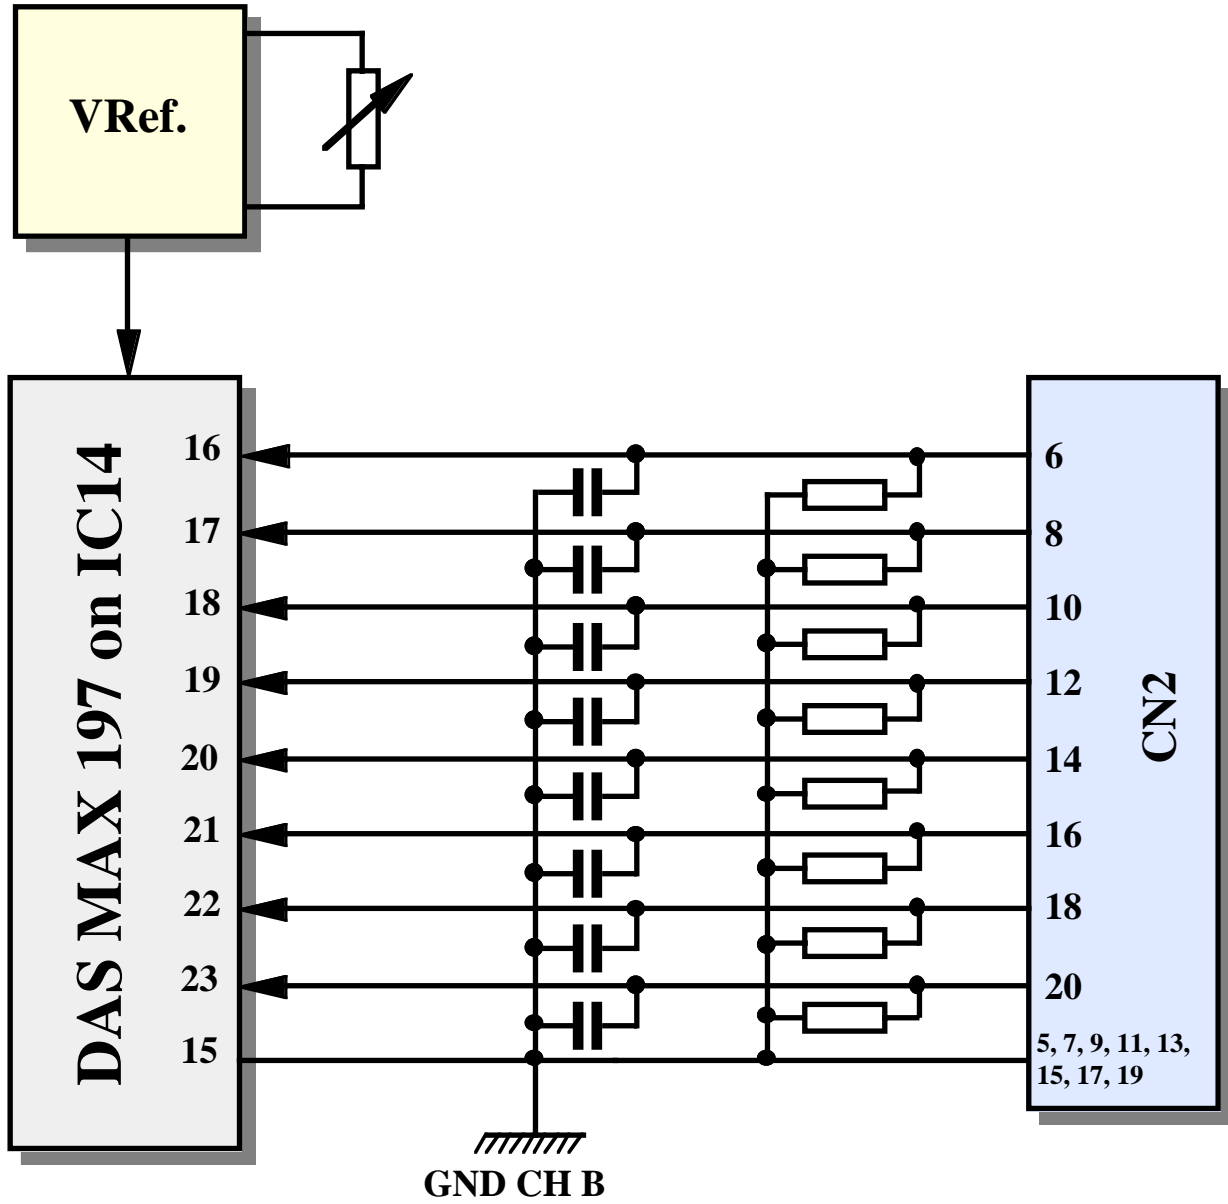 VRef.
DAS MAX 197 on IC14
16
17
18
19
20
21
22
23
15
6
8
10
12
14
16
18
20
5, 7, 9, 11, 13,
15, 17, 19
CN2
GND CH B